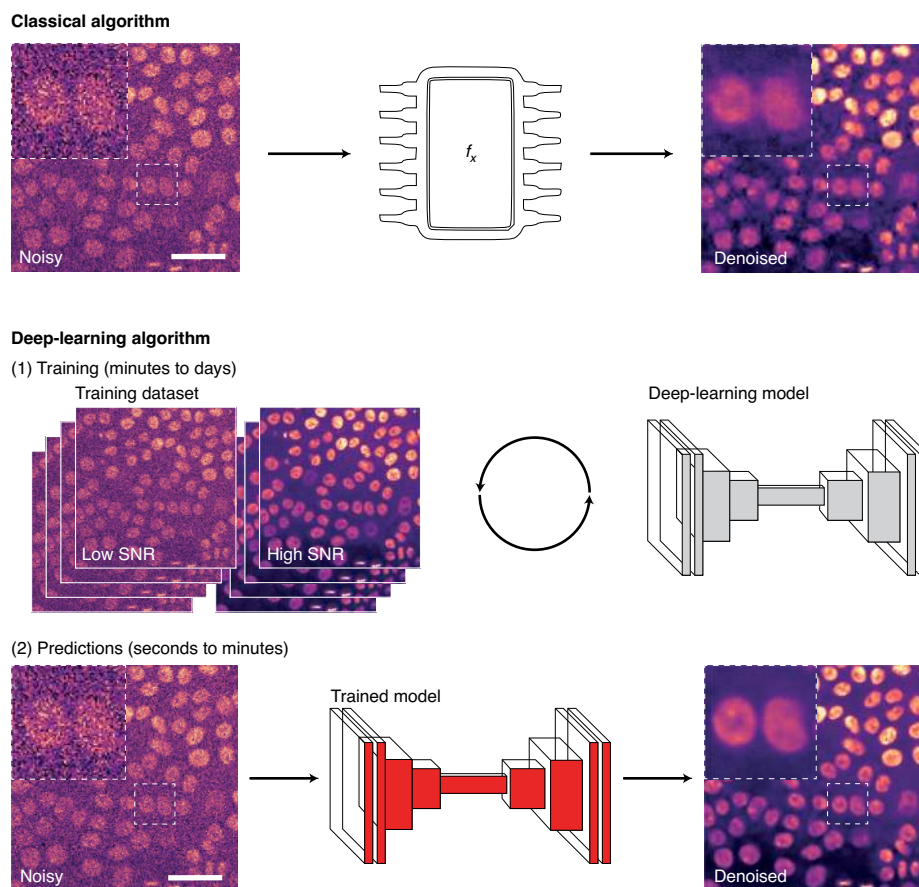 Classical algorithm
Noisy
fx
Denoised
Deep-learning algorithm
(1) Training (minutes to days)
Training dataset
Deep-learning model
Low SNR
High SNR
(2) Predictions (seconds to minutes)
Trained model
Noisy
Denoised